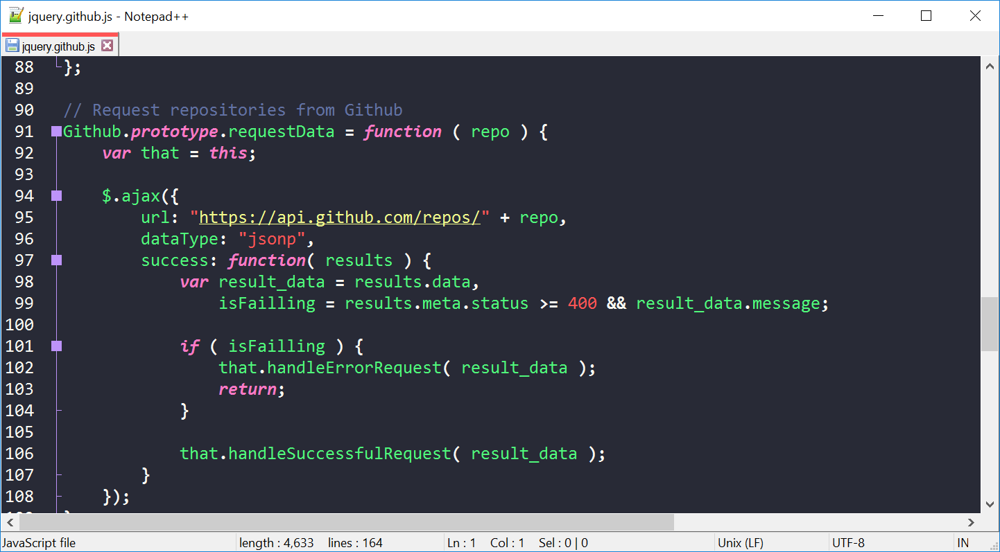 jquery.github.js - Notepad++
jquery.github.js
88 };
89
90 // Request repositories from Github
91 Github.prototype.requestData = function ( repo ) {
92     var that = this;
93
94     $.ajax({
95         url: "https://api.github.com/repos/" + repo,
96         dataType: "jsonp",
97         success: function( results ) {
98             var result_data = results.data,
99                 isFailling = results.meta.status >= 400 && result_data.message;
100
101             if ( isFailling ) {
102                 that.handleErrorRequest( result_data );
103                 return;
104             }
105
106             that.handleSuccessfulRequest( result_data );
107         }
108     });
JavaScript file length : 4,633 lines : 164 Ln : 1 Col : 1 Sel : 0 | 0 Unix (LF) UTF-8 IN